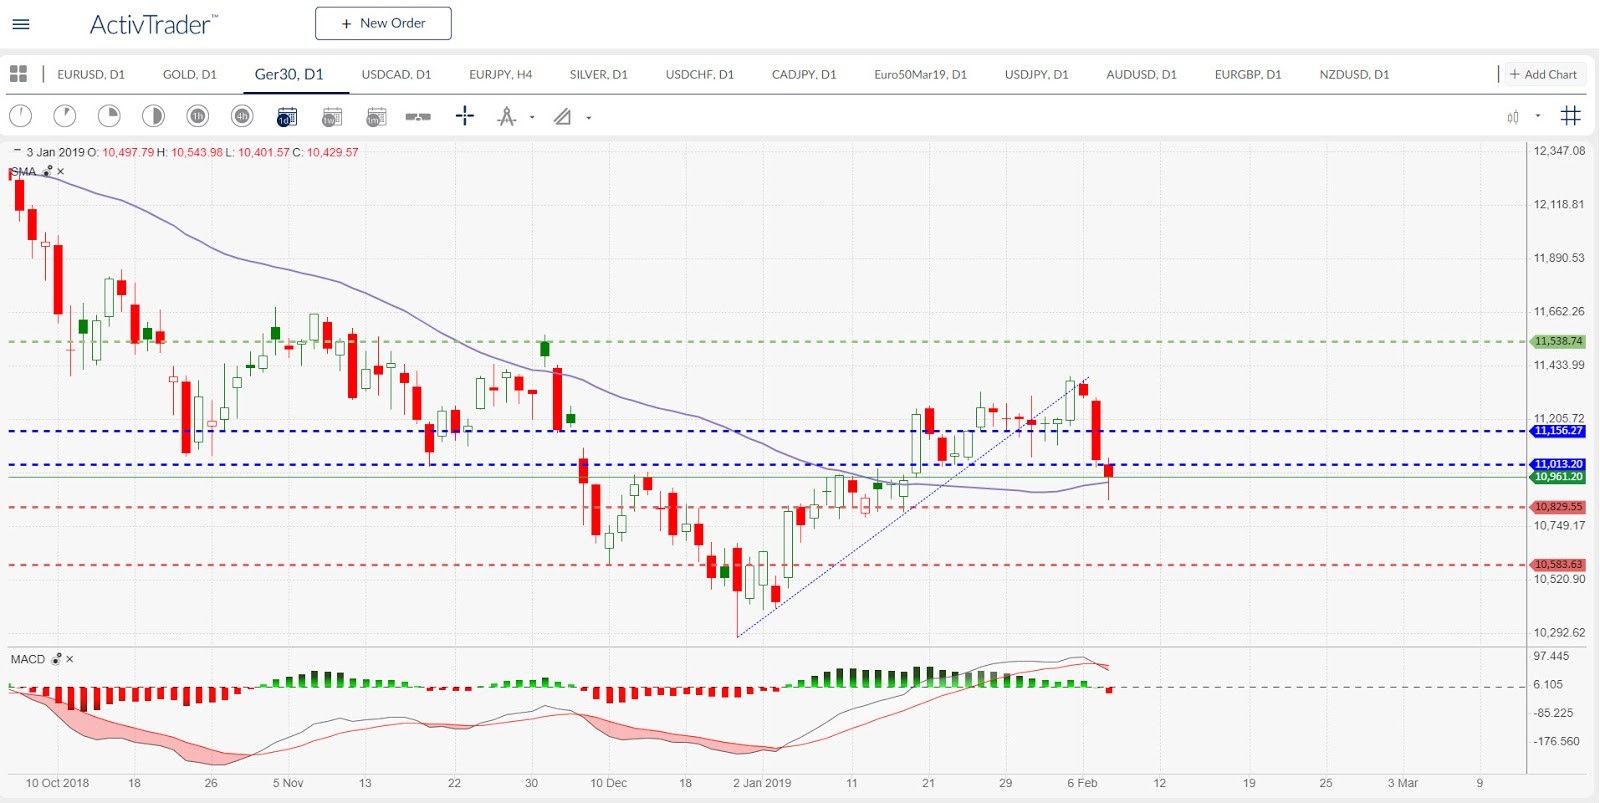 ActivTrader™
+ New Order
EURUSD, D1 GOLD, D1 Ger30, D1 USDCAD, D1 EURJPY, H4 SILVER, D1 USDCHF, D1 CADJPY, D1 Euro50Mar19, D1 USDJPY, D1 AUDUSD, D1 EURGBP, D1 NZDUSD, D1 + Add Chart
1h 4h 1d 1w 1m
3 Jan 2019 O: 10,497.79 H: 10,543.98 L: 10,401.57 C: 10,429.57
SMA
12,347.08
12,118.81
11,890.53
11,662.26
11,538.74
11,433.99
11,205.72
11,156.27
11,013.20
10,961.20
10,829.55
10,749.17
10,583.63
10,520.90
10,292.62
MACD
97.445
6.105
-85.225
-176.560
10 Oct 2018 18 26 5 Nov 13 22 30 10 Dec 18 2 Jan 2019 11 21 29 6 Feb 12 19 25 3 Mar 9